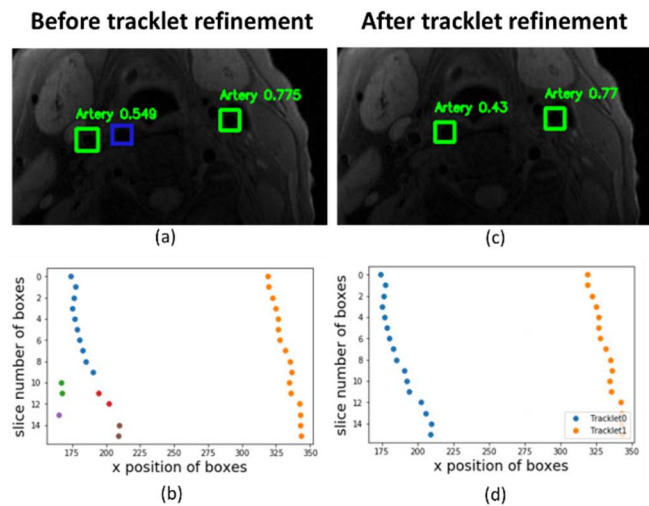 Before tracklet refinement
After tracklet refinement
Artery 0.549
Artery 0.775
(a)
Artery 0.43
Artery 0.77
(c)
slice number of boxes
0
2
4
6
8
10
12
14
175
200
225
250
275
300
325
350
x position of boxes
(b)
slice number of boxes
0
2
4
6
8
10
12
14
Tracklet0
Tracklet1
175
200
225
250
275
300
325
350
x position of boxes
(d)